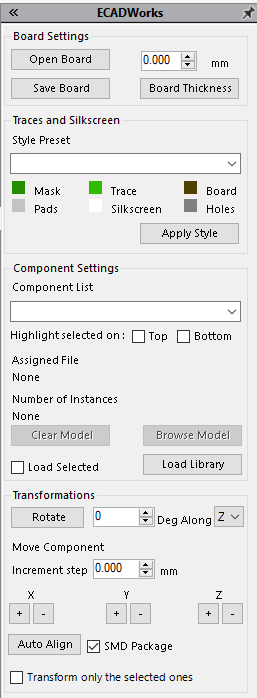 « ECADWorks
Board Settings
Open Board 0.000 mm
Save Board Board Thickness
Traces and Silkscreen
Style Preset
Mask Trace Board
Pads Silkscreen Holes
Apply Style
Component Settings
Component List
Highlight selected on : Top Bottom
Assigned File
None
Number of Instances
None
Clear Model Browse Model
Load Selected Load Library
Transformations
Rotate 0 Deg Along Z
Move Component
Increment step 0.000 mm
X Y Z
+ - + - + -
Auto Align SMD Package
Transform only the selected ones